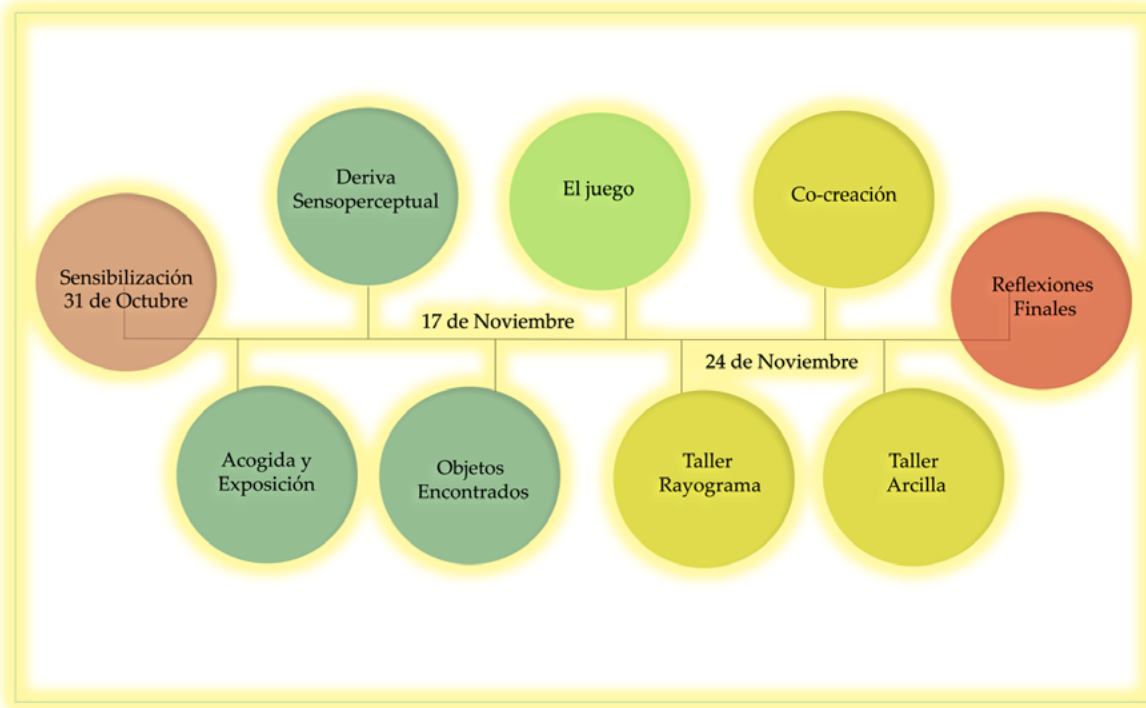 Deriva
Sensoperceptual
El juego
Co-creación
Sensibilización
31 de Octubre
Reflexiones
Finales
17 de Noviembre
24 de Noviembre
Acogida y
Exposición
Objetos
Encontrados
Taller
Rayograma
Taller
Arcilla